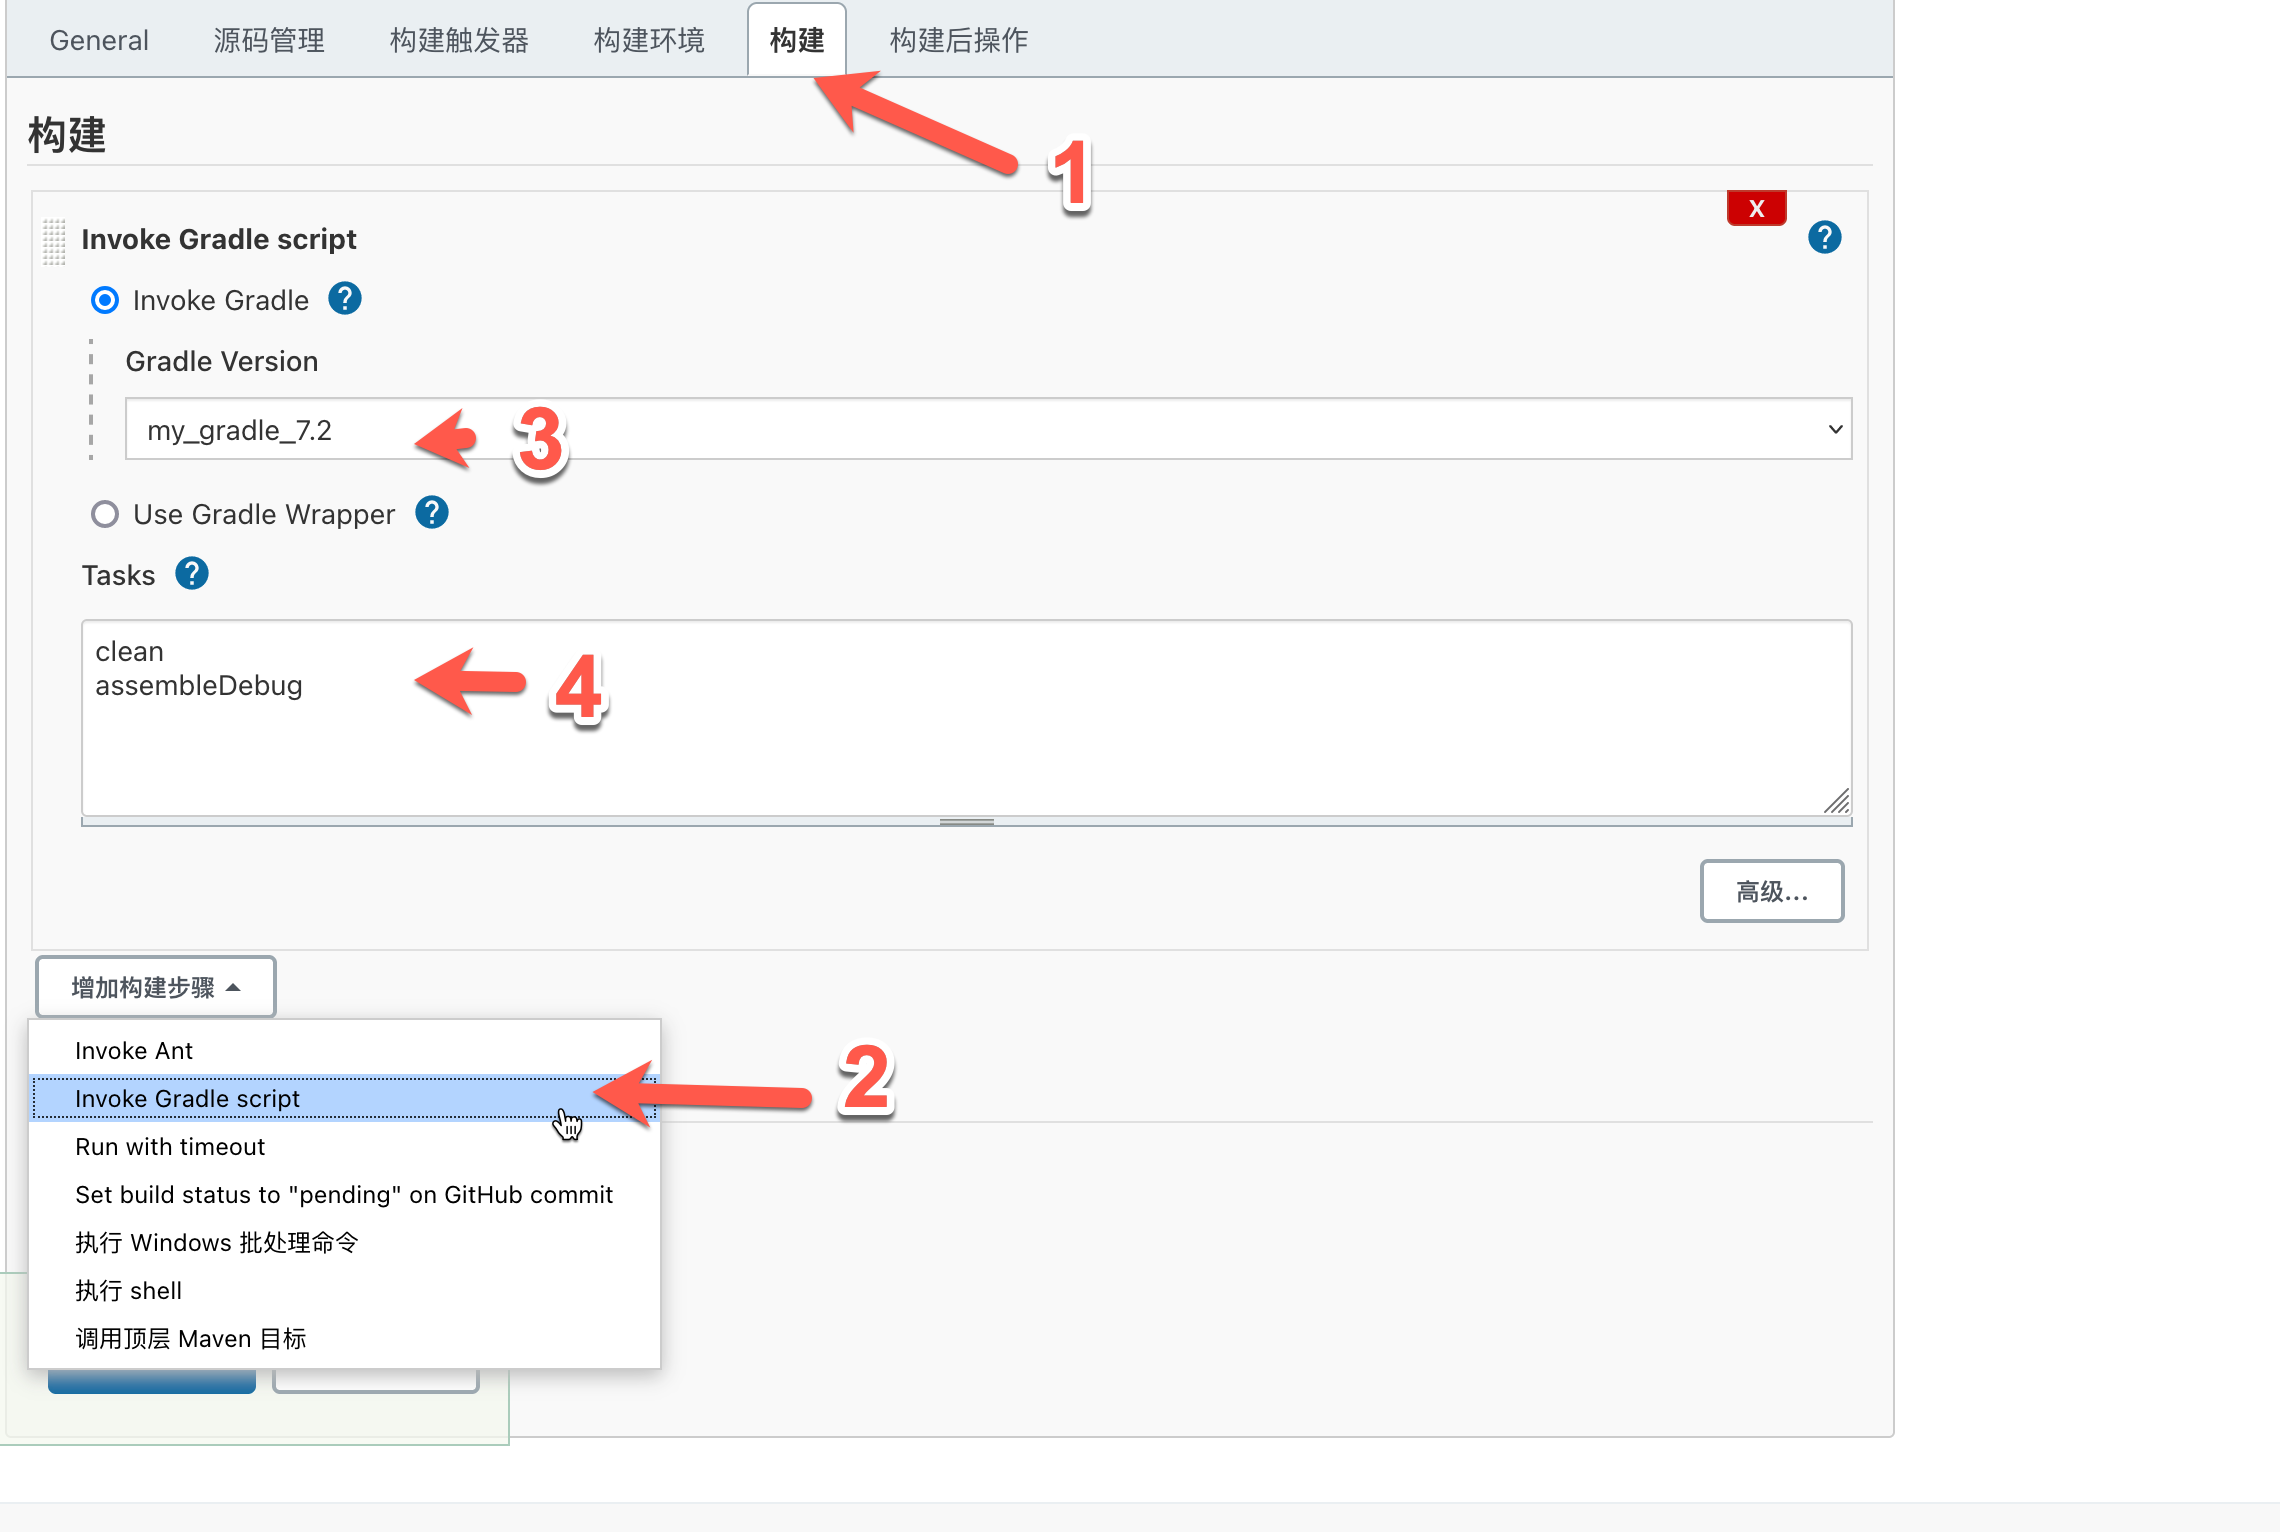 General 源码管理 构建触发器 构建环境 构建 构建后操作
构建
1
X
Invoke Gradle script ?
Invoke Gradle ?
Gradle Version
my_gradle_7.2 3
Use Gradle Wrapper ?
Tasks ?
clean
assembleDebug
4
高级...
增加构建步骤
Invoke Ant
Invoke Gradle script 2
Run with timeout
Set build status to "pending" on GitHub commit
执行 Windows 批处理命令
执行 shell
调用顶层 Maven 目标